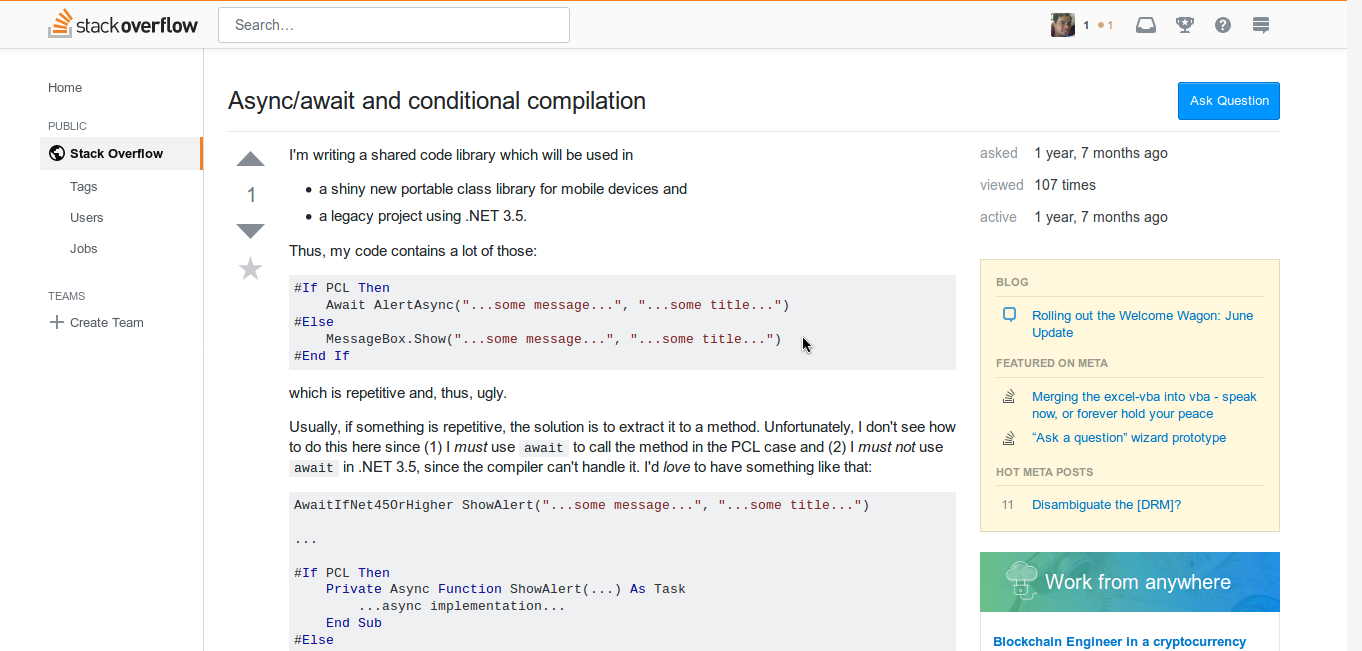 stackoverflow
Search…
1 ●1
Home
PUBLIC
Stack Overflow
Tags
Users
Jobs
TEAMS
Create Team
Async/await and conditional compilation
Ask Question
1
I'm writing a shared code library which will be used in
• a shiny new portable class library for mobile devices and
• a legacy project using .NET 3.5.
Thus, my code contains a lot of those:
#If PCL Then
    Await AlertAsync("...some message...", "...some title...")
#Else
    MessageBox.Show("...some message...", "...some title...")
#End If
which is repetitive and, thus, ugly.
Usually, if something is repetitive, the solution is to extract it to a method. Unfortunately, I don't see how
to do this here since (1) I must use await to call the method in the PCL case and (2) I must not use
await in .NET 3.5, since the compiler can't handle it. I'd love to have something like that:
AwaitIfNet45OrHigher ShowAlert("...some message...", "...some title...")
...
#If PCL Then
    Private Async Function ShowAlert(...) As Task
        ...async implementation...
    End Sub
#Else
asked 1 year, 7 months ago
viewed 107 times
active 1 year, 7 months ago
BLOG
Rolling out the Welcome Wagon: June
Update
FEATURED ON META
Merging the excel-vba into vba - speak
now, or forever hold your peace
“Ask a question” wizard prototype
HOT META POSTS
11 Disambiguate the [DRM]?
Work from anywhere
Blockchain Engineer in a cryptocurrency